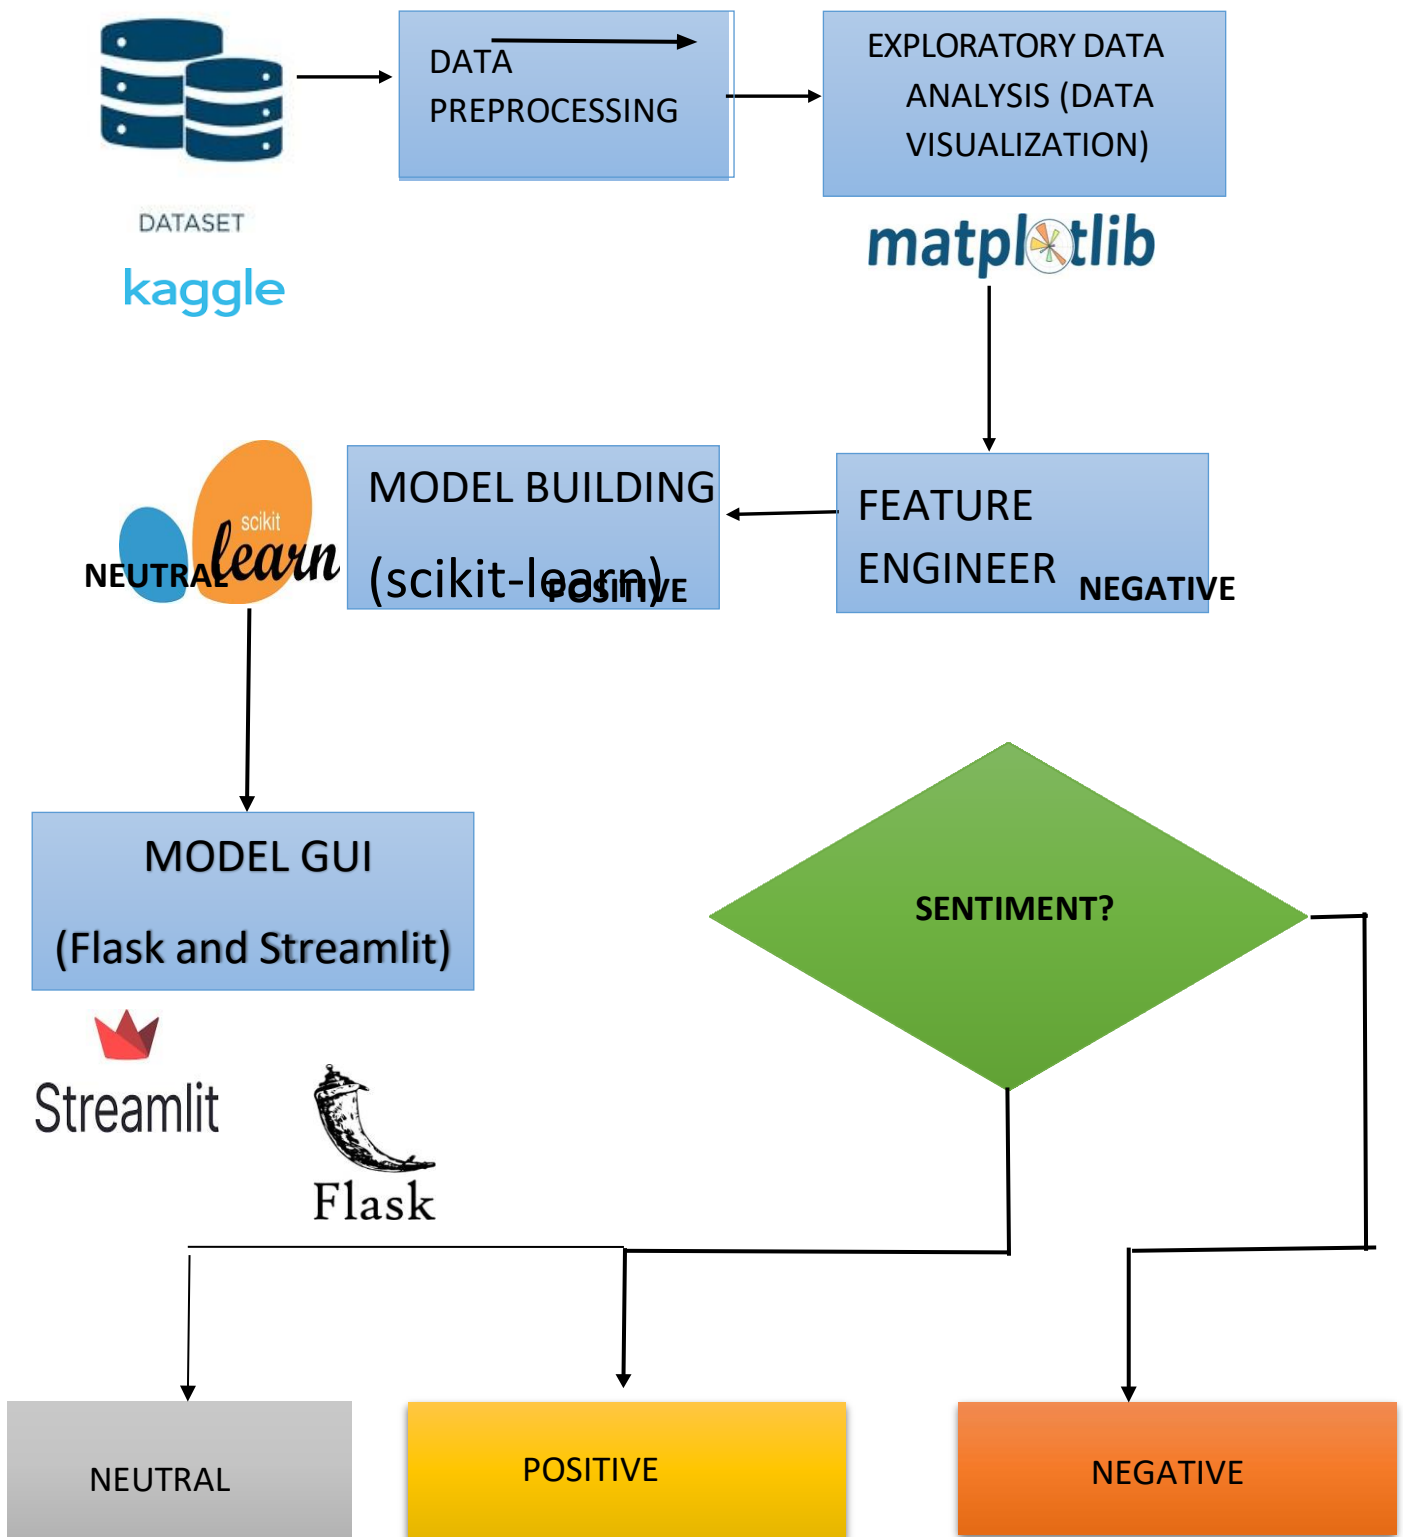 DATA
PREPROCESSING
EXPLORATORY DATA
ANALYSIS (DATA
VISUALIZATION)
DATASET
kaggle
matplotlib
scikit
learn
NEUTRAL
MODEL BUILDING
(scikit-learn)
POSITIVE
FEATURE
ENGINEER
NEGATIVE
MODEL GUI
(Flask and Streamlit)
SENTIMENT?
Streamlit
Flask
NEUTRAL
POSITIVE
NEGATIVE